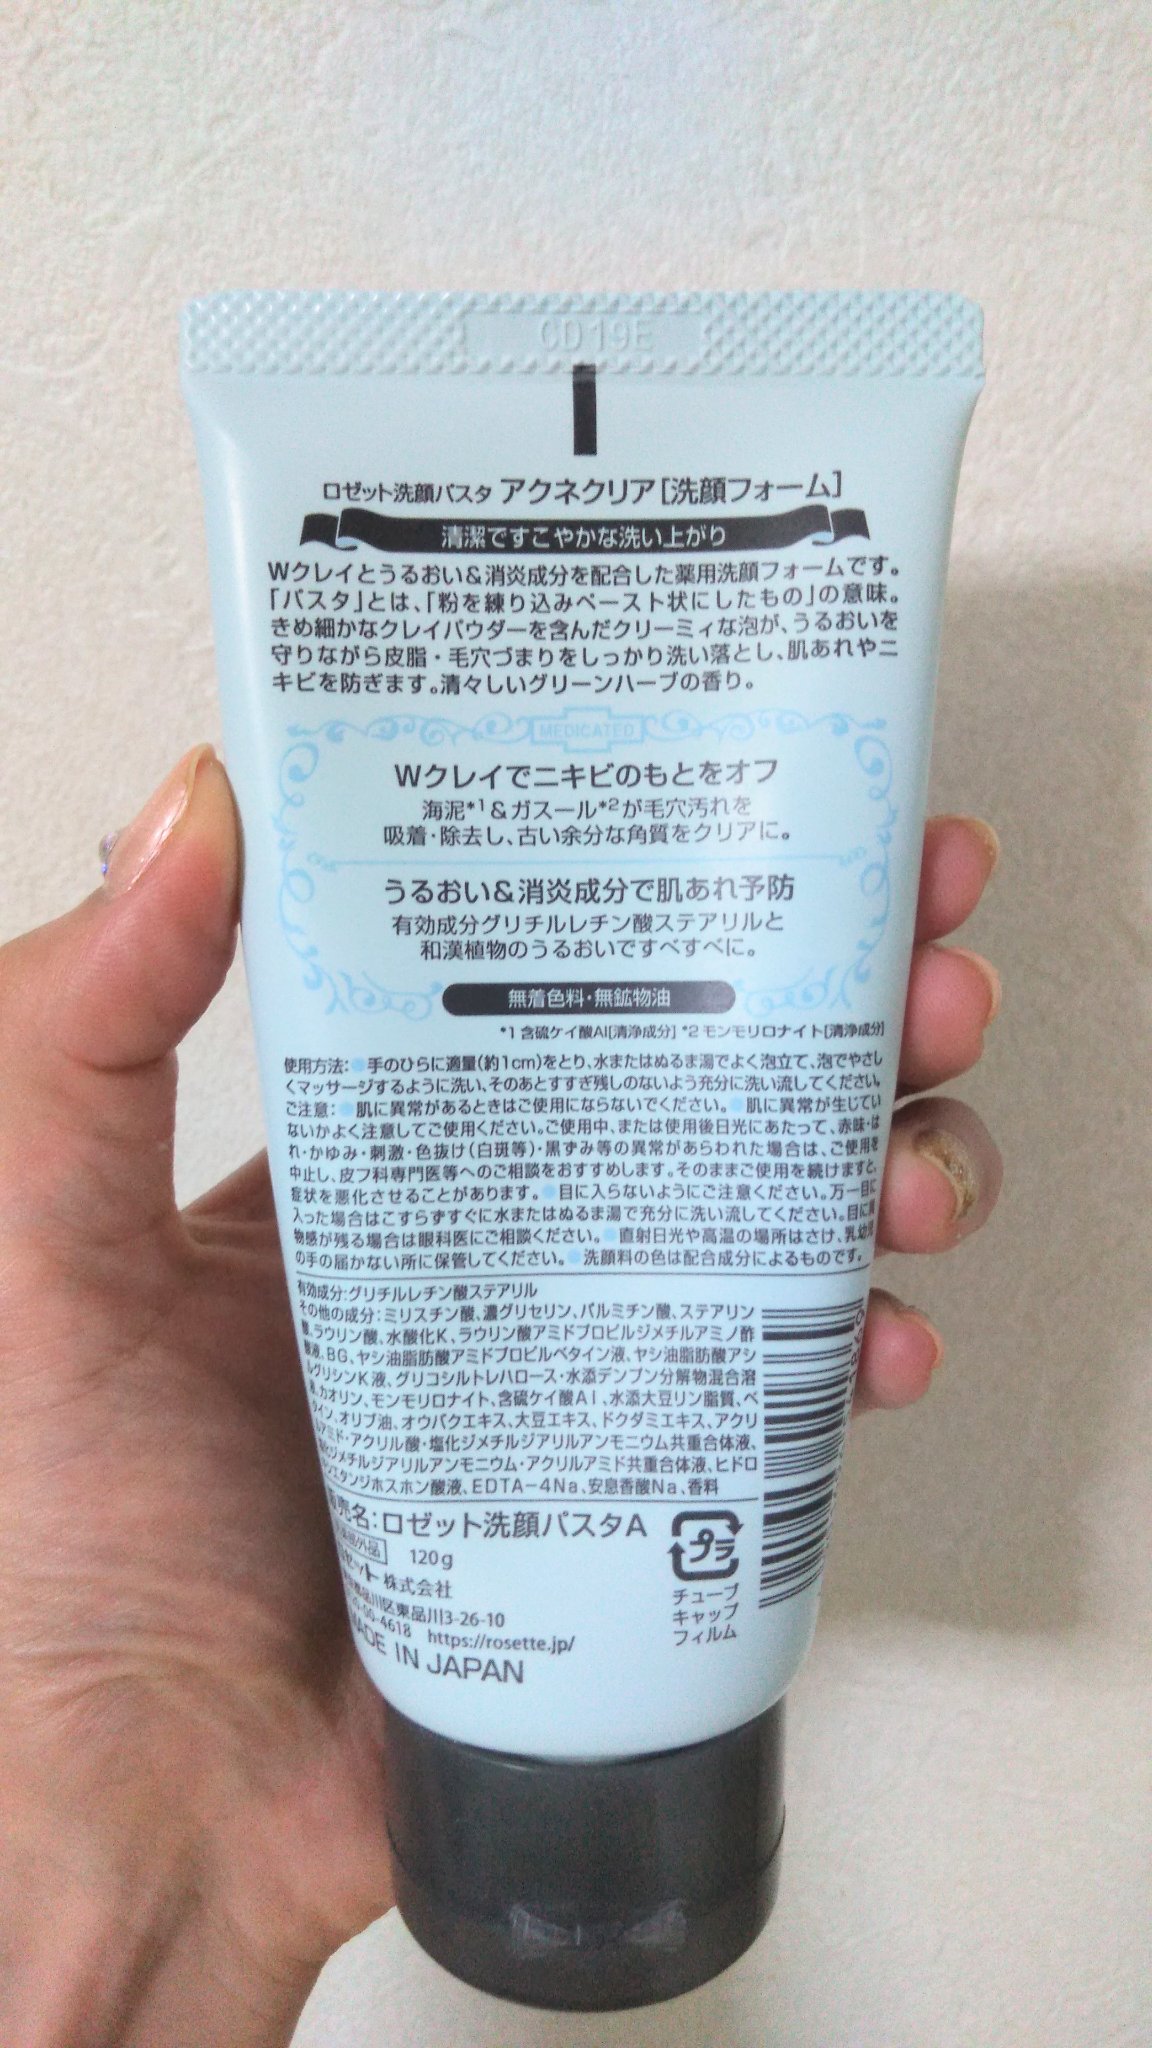 CD19E
ロゼット洗顔パスタ アクネクリア[洗顔フォーム]
清潔ですこやかな洗い上がり
Wクレイとうるおい&消炎成分を配合した薬用洗顔フォームです。
「パスタ」とは、「粉を練り込みペースト状にしたもの」の意味。
きめ細かなクレイパウダーを含んだクリーミィな泡が、うるおいを
守りながら皮脂・毛穴づまりをしっかり洗い落とし、肌あれやニ
キビを防ぎます。清々しいグリーンハーブの香り。
MEDICATED
Wクレイでニキビのもとをオフ
海泥*1&ガスール*2が毛穴汚れを
吸着・除去し、古い余分な角質をクリアに。
うるおい&消炎成分で肌あれ予防
有効成分グリチルレチン酸ステアリルと
和漢植物のうるおいですべすべに。
無着色料・無鉱物油
*1 含硫ケイ酸Al[清浄成分] *2 モンモリロナイト[清浄成分]
使用方法:●手のひらに適量(約1cm)をとり、水またはぬるま湯でよく泡立て、泡でやさし
くマッサージするように洗い、そのあとすすぎ残しのないよう充分に洗い流してください。
ご注意:●肌に異常があるときはご使用にならないでください。●肌に異常が生じてい
ないかよく注意してご使用ください。ご使用中、または使用後日光にあたって、赤味・は
れ・かゆみ・刺激・色抜け(白斑等)・黒ずみ等の異常があらわれた場合は、ご使用を
中止し、皮フ科専門医等へのご相談をおすすめします。そのままご使用を続けますと、
症状を悪化させることがあります。●目に入らないようにご注意ください。万一目に
入った場合はこすらずすぐに水またはぬるま湯で充分に洗い流してください。目に異
物感が残る場合は眼科医にご相談ください。●直射日光や高温の場所はさけ、乳幼児
の手の届かない所に保管してください。●洗顔料の色は配合成分によるものです。
有効成分:グリチルレチン酸ステアリル
その他の成分:ミリスチン酸、濃グリセリン、パルミチン酸、ステアリン
酸、ラウリン酸、水酸化K、ラウリン酸アミドプロピルジメチルアミノ酢
酸液、BG、ヤシ油脂肪酸アミドプロピルベタイン液、ヤシ油脂肪酸アシ
ルグリシンK液、グリコシルトレハロース・水添デンプン分解物混合溶
液、カオリン、モンモリロナイト、含硫ケイ酸Al、水添大豆リン脂質、ベ
タイン、オリブ油、オウバクエキス、大豆エキス、ドクダミエキス、アクリ
ルアミド・アクリル酸・塩化ジメチルジアリルアンモニウム共重合体液、
塩化ジメチルジアリルアンモニウム・アクリルアミド共重合体液、ヒドロ
キシエタンジホスホン酸液、EDTA-4Na、安息香酸Na、香料
販売名:ロゼット洗顔パスタA
医薬部外品 120g
ロゼット 株式会社
品川区東品川3-26-10
00-4618 https://rosette.jp/
MADE IN JAPAN
プラ
チューブ
キャップ
フィルム